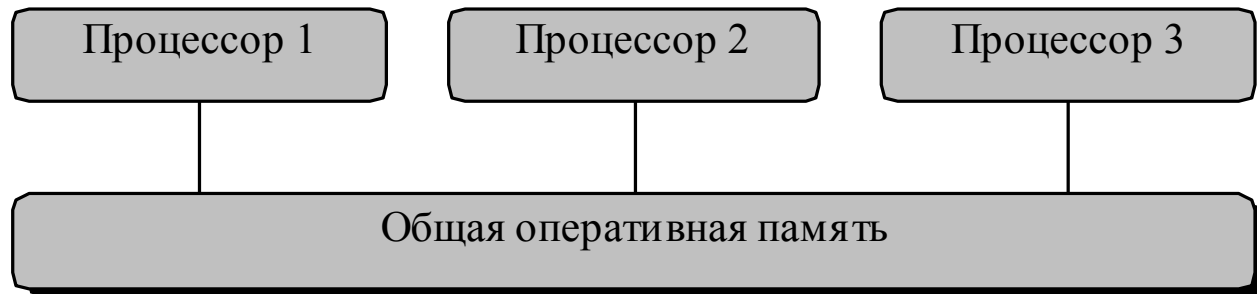 Процессор 1
Процессор 2
Процессор 3
Общая оперативная память